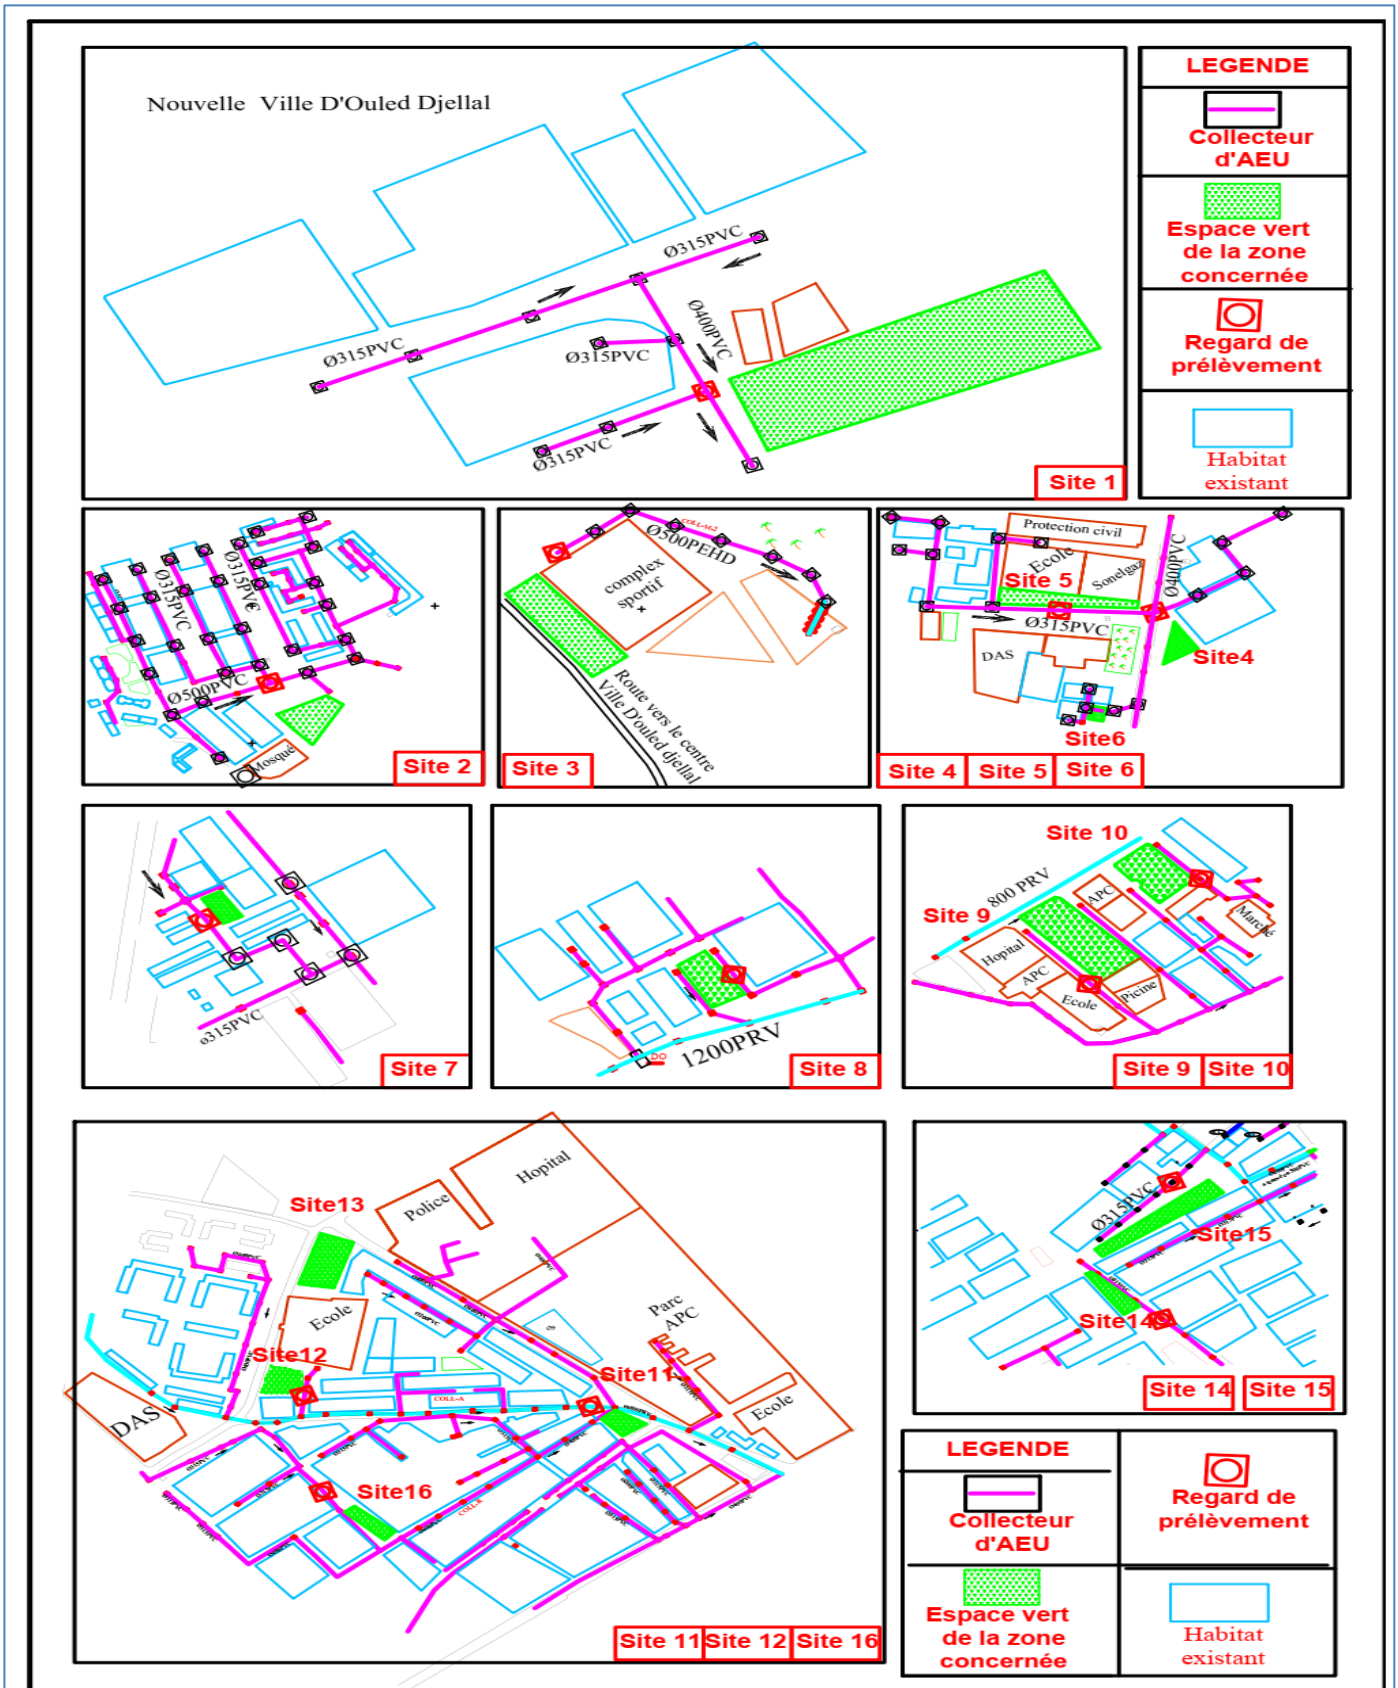 Nouvelle Ville D'Ouled Djellal
Ø315PVC
Ø315PVC
Ø315PVC
Ø400PVC
Ø315PVC
Site 1
LEGENDE
Collecteur
d'AEU
Espace vert
de la zone
concernée
Regard de
prélèvement
Habitat
existant
Ø315PVC
Ø315PVC
Ø500PVC
Mosqué
Site 2
COLL-M-2
Ø500PEHD
complex
sportif
Route vers le centre
Ville D'ouled djellal
Site 3
Protection civil
Ecole
Sonelgaz
Site 5
Ø400PVC
Ø315PVC
DAS
Site4
Site6
Site 4
Site 5
Site 6
ø315PVC
Site 7
DO
1200PRV
Site 8
Site 10
800 PRV
APC
Site 9
Marché
Hopital
APC
Ecole
Picine
Site 9
Site 10
Hopital
Site13
Police
Parc
APC
Ecole
Site12
Site11
COLL-A
Ecole
DAS
Site16
COLL-K
Site 11
Site 12
Site 16
Ø315PVC
Site15
Site14
Site 14
Site 15
LEGENDE
Collecteur
d'AEU
Regard de
prélèvement
Espace vert
de la zone
concernée
Habitat
existant